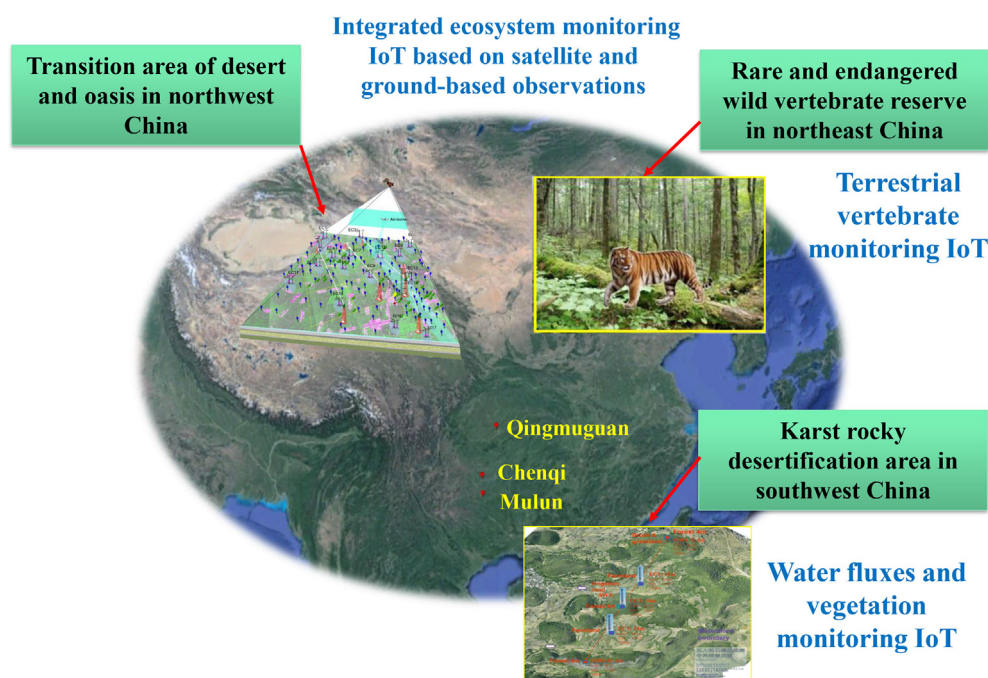 Integrated ecosystem monitoring
IoT based on satellite and
ground-based observations
Transition area of desert
and oasis in northwest
China
Rare and endangered
wild vertebrate reserve
in northeast China
Terrestrial
vertebrate
monitoring IoT
Qingmuguan
Chenqi
Mulun
Karst rocky
desertification area in
southwest China
Water fluxes and
vegetation
monitoring IoT